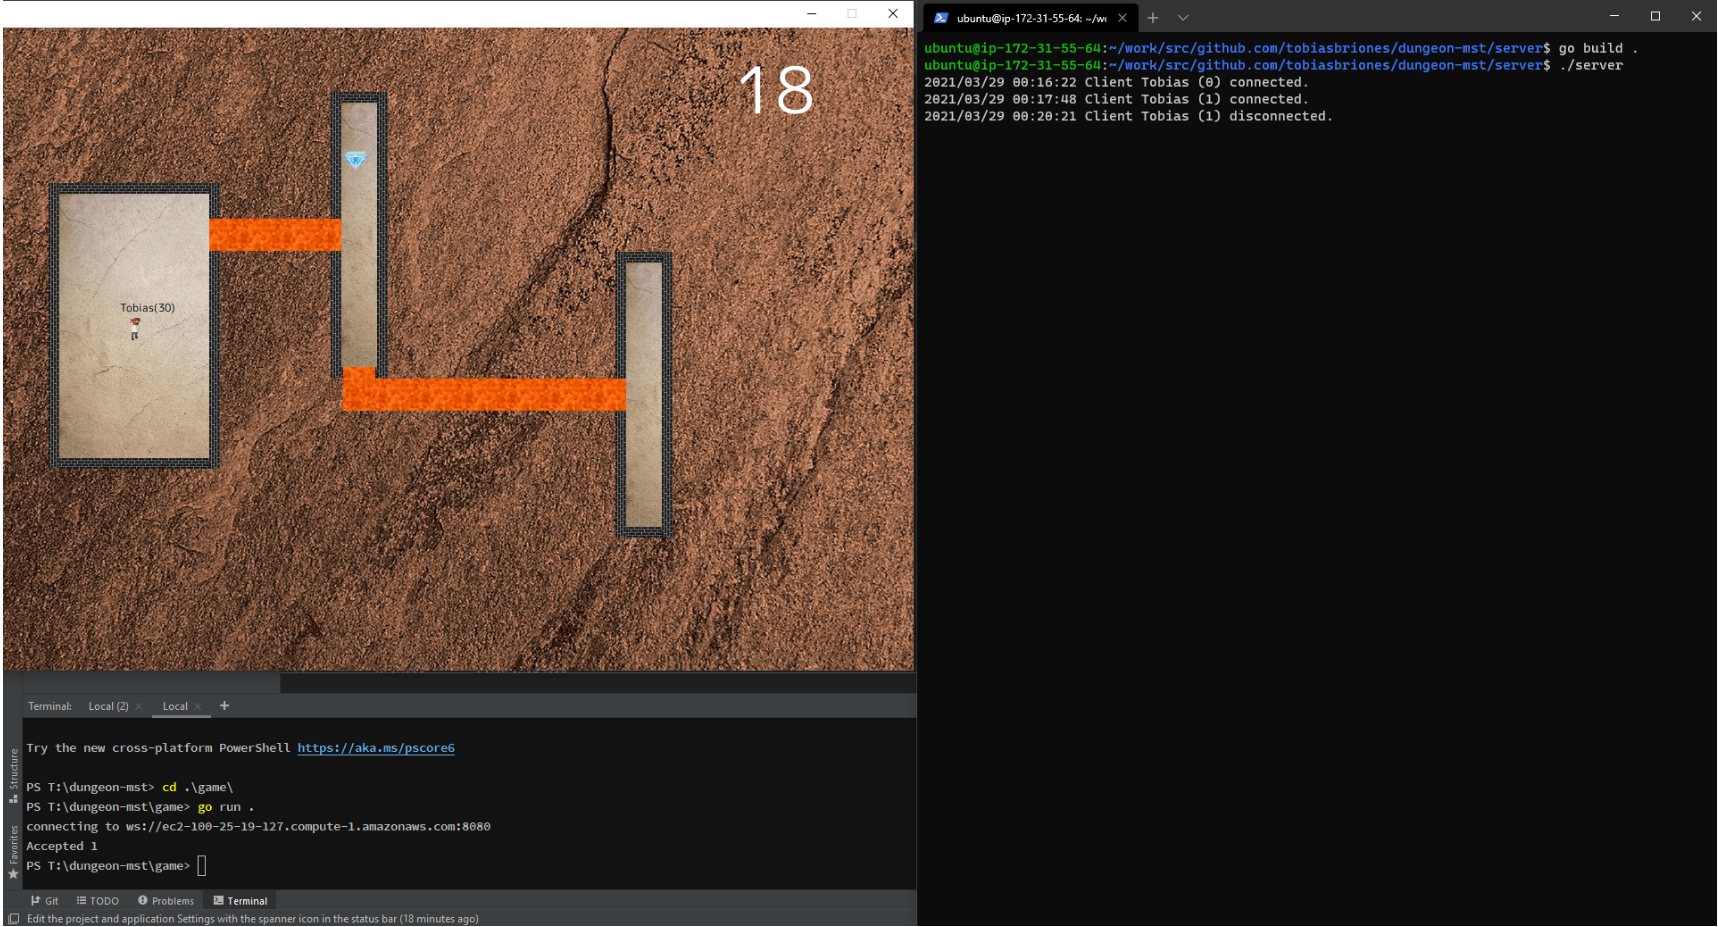 18
Tobias(30)
Terminal: Local (2) Local
Try the new cross-platform PowerShell https://aka.ms/pscore6
PS T:\dungeon-mst> cd .\game\
PS T:\dungeon-mst\game> go run .
connecting to ws://ec2-100-25-19-127.compute-1.amazonaws.com:8080
Accepted 1
PS T:\dungeon-mst\game>
Structure
Favorites
Git TODO Problems Terminal
Edit the project and application Settings with the spanner icon in the status bar (18 minutes ago)
ubuntu@ip-172-31-55-64: ~/w
ubuntu@ip-172-31-55-64:~/work/src/github.com/tobiasbriones/dungeon-mst/server$ go build .
ubuntu@ip-172-31-55-64:~/work/src/github.com/tobiasbriones/dungeon-mst/server$ ./server
2021/03/29 00:16:22 Client Tobias (0) connected.
2021/03/29 00:17:48 Client Tobias (1) connected.
2021/03/29 00:20:21 Client Tobias (1) disconnected.